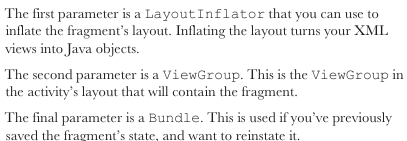 The first parameter is a LayoutInflator that you can use to
inflate the fragment's layout. Inflating the layout turns your XML
views into Java objects.
The second parameter is a ViewGroup. This is the ViewGroup in
the activity's layout that will contain the fragment.
The final parameter is a Bundle. This is used if you've previously
saved the fragment's state, and want to reinstate it.